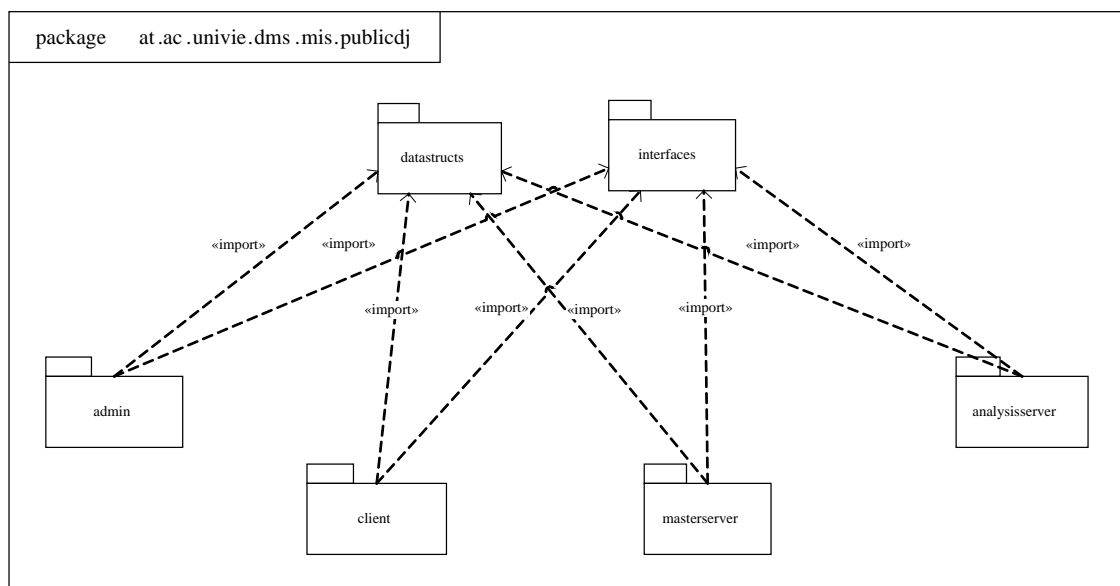 package at.ac.univie.dms.mis.publicdj
datastructs
interfaces
«import»
«import»
«import»
«import»
«import»
«import»
«import»
«import»
admin
analysisserver
client
masterserver